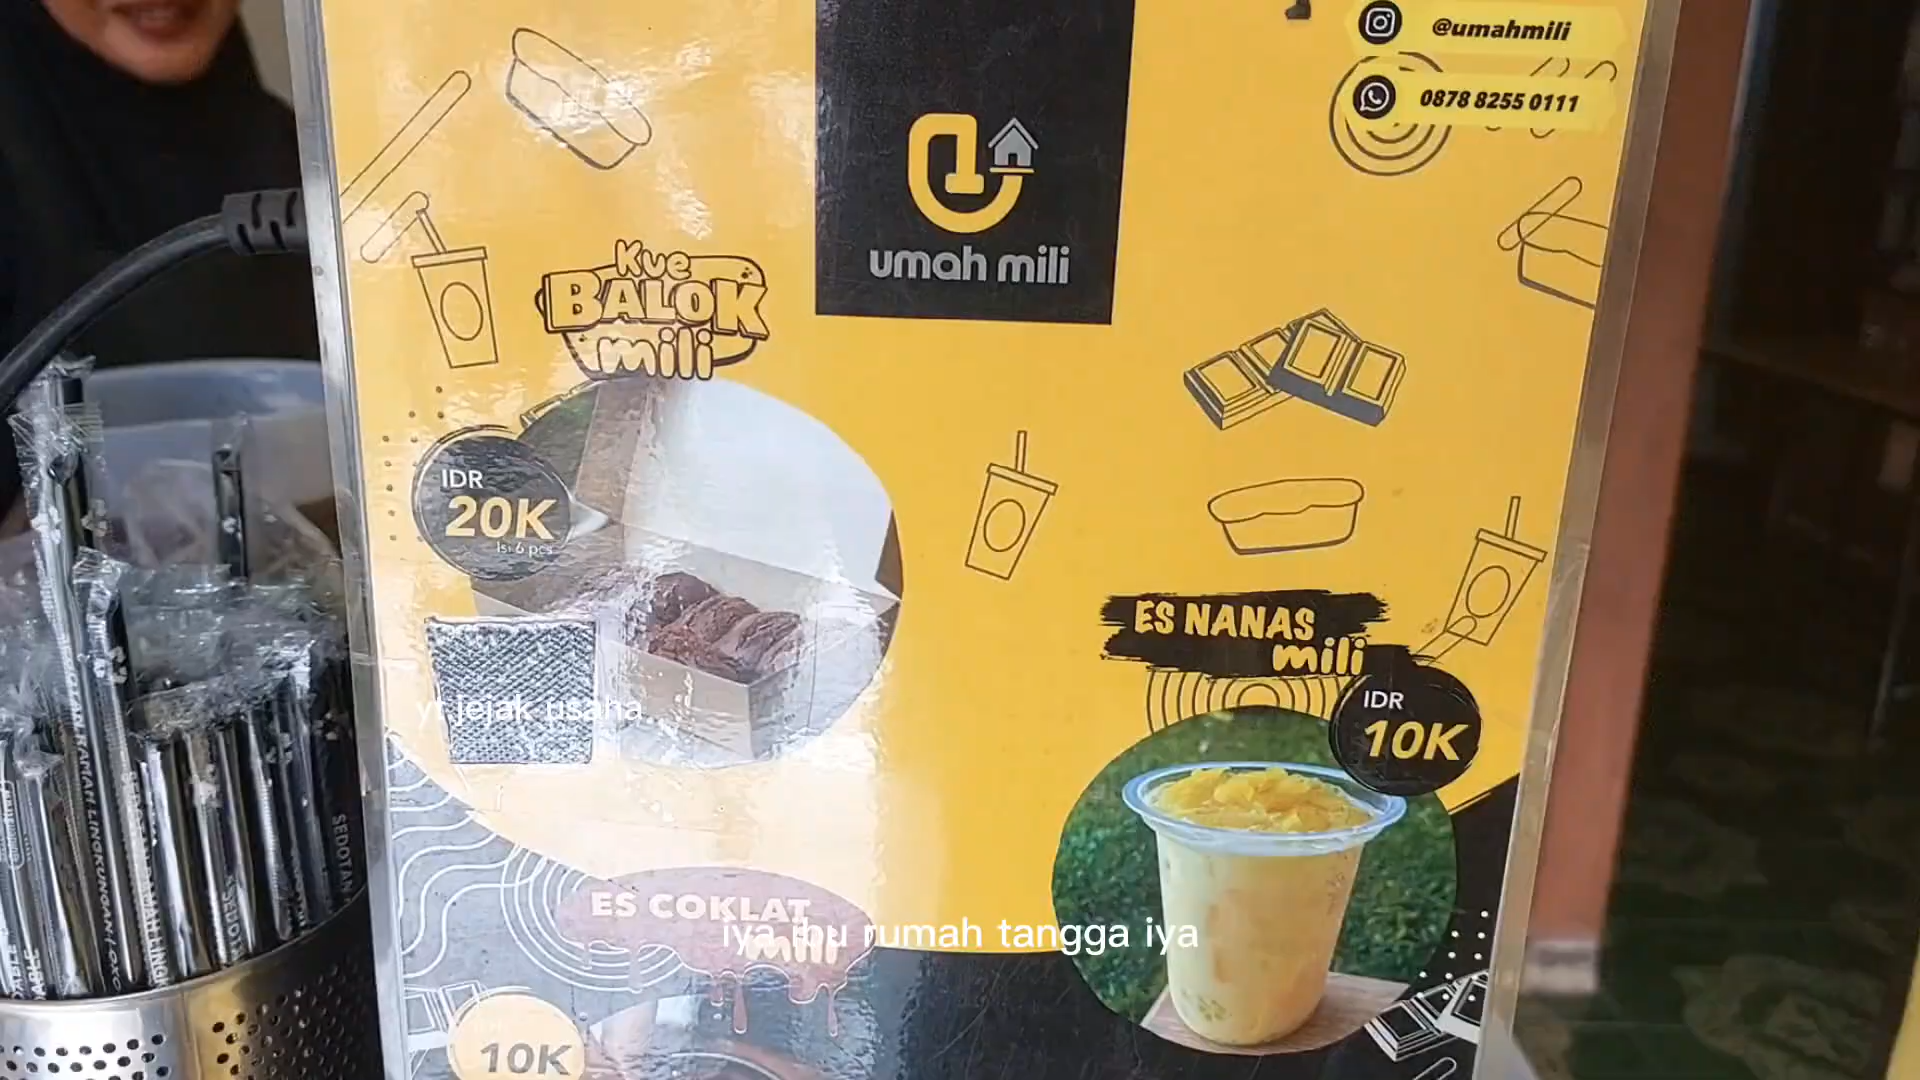 @umahmili
0878 8255 0111
umah mili
Kue
BALOK
mili
IDR
20K
Isi 6 pcs
ES NANAS
mili
IDR
10K
yt jejak usaha
ES COKLAT
mili
iya ibu rumah tangga iya
10K
SEDOTAN